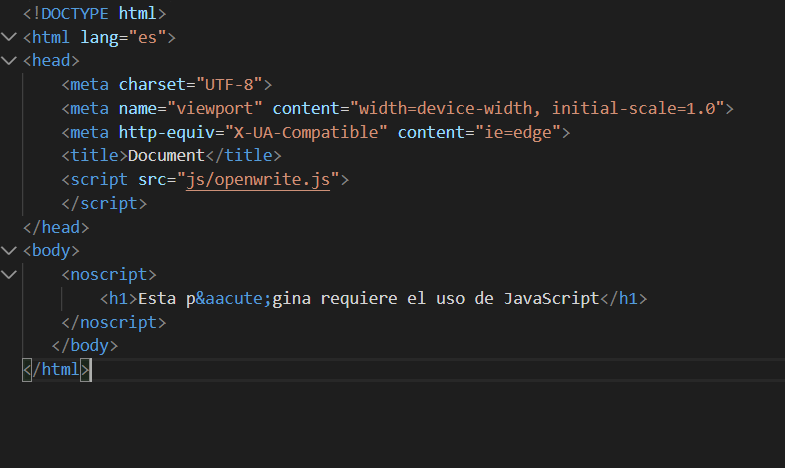 <!DOCTYPE html>
<html lang="es">
<head>
    <meta charset="UTF-8">
    <meta name="viewport" content="width=device-width, initial-scale=1.0">
    <meta http-equiv="X-UA-Compatible" content="ie=edge">
    <title>Document</title>
    <script src="js/openwrite.js">
    </script>
</head>
<body>
    <noscript>
        <h1>Esta p&aacute;gina requiere el uso de JavaScript</h1>
    </noscript>
   </body>
</html>